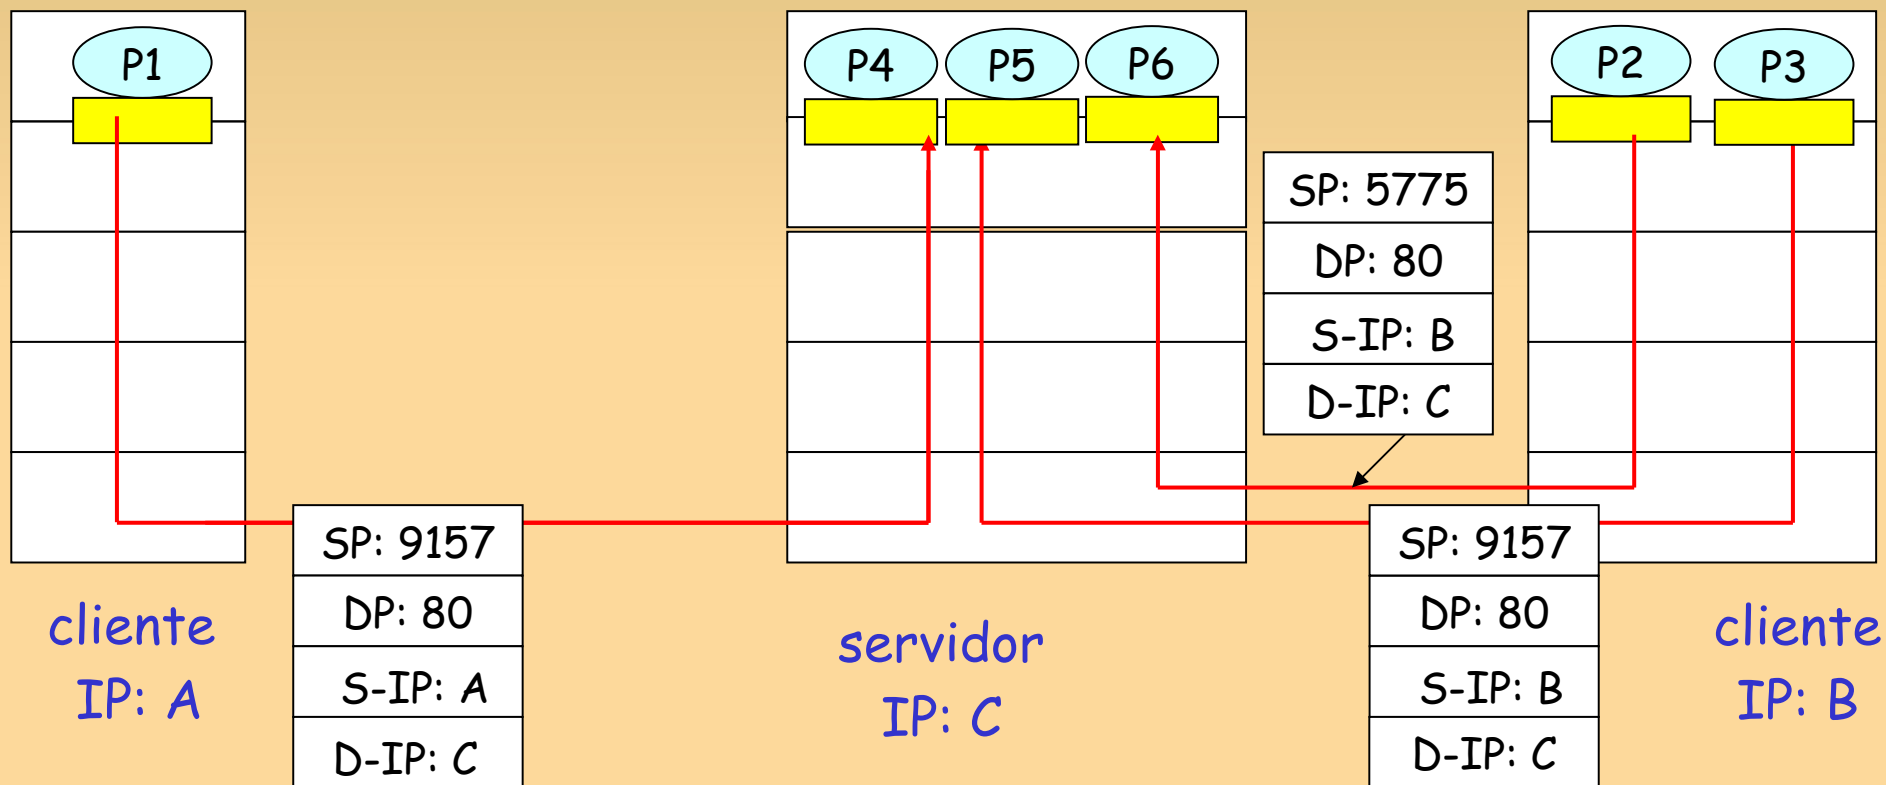 P1
P4
P5
P6
P2
P3
SP: 5775
DP: 80
S-IP: B
D-IP: C
SP: 9157
DP: 80
S-IP: A
D-IP: C
SP: 9157
DP: 80
S-IP: B
D-IP: C
cliente
IP: A
servidor
IP: C
cliente
IP: B